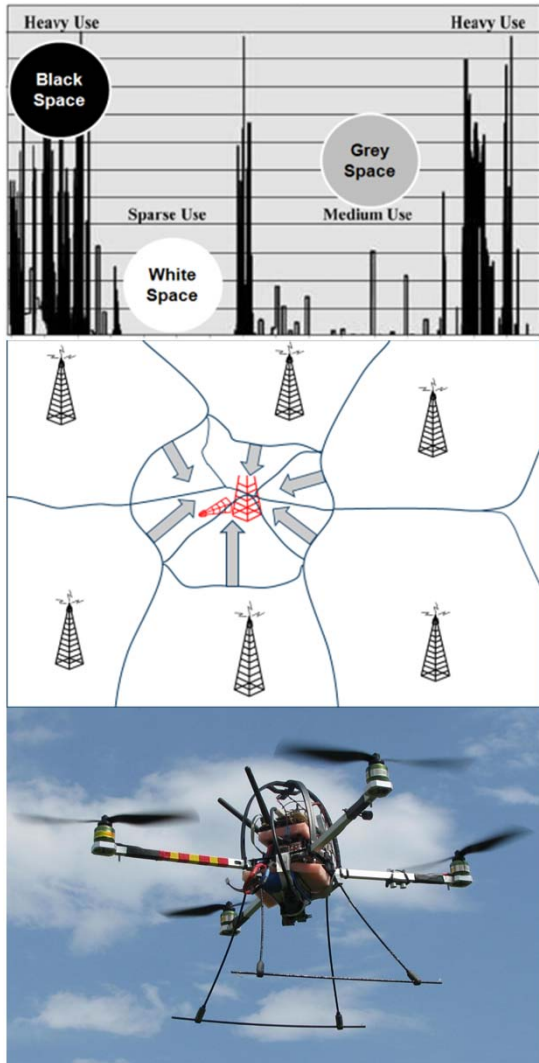 Heavy Use
Heavy Use
Black
Space
Grey
Space
Sparse Use
Medium Use
White
Space